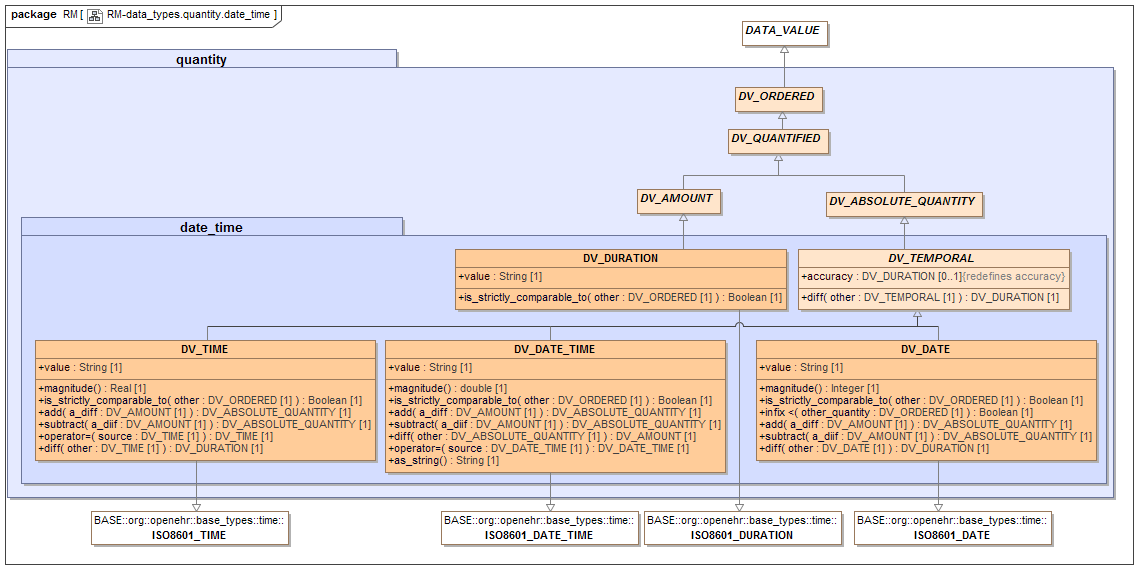 package RM [ RM-data_types.quantity.date_time ]
DATA_VALUE
quantity
DV_ORDERED
DV_QUANTIFIED
DV_AMOUNT
DV_ABSOLUTE_QUANTITY
date_time
DV_DURATION
+value : String [1]
+is_strictly_comparable_to( other : DV_ORDERED [1] ) : Boolean [1]
DV_TEMPORAL
+accuracy : DV_DURATION [0..1]{redefines accuracy}
+diff( other : DV_TEMPORAL [1] ) : DV_DURATION [1]
DV_TIME
+value : String [1]
+magnitude() : Real [1]
+is_strictly_comparable_to( other : DV_ORDERED [1] ) : Boolean [1]
+add( a_diff : DV_AMOUNT [1] ) : DV_ABSOLUTE_QUANTITY [1]
+subtract( a_diif : DV_AMOUNT [1] ) : DV_ABSOLUTE_QUANTITY [1]
+operator=( source : DV_TIME [1] ) : DV_TIME [1]
+diff( other : DV_TIME [1] ) : DV_DURATION [1]
DV_DATE_TIME
+value : String [1]
+magnitude() : double [1]
+is_strictly_comparable_to( other : DV_ORDERED [1] ) : Boolean [1]
+add( a_diff : DV_AMOUNT [1] ) : DV_ABSOLUTE_QUANTITY [1]
+subtract( a_diif : DV_AMOUNT [1] ) : DV_ABSOLUTE_QUANTITY [1]
+diff( other : DV_ABSOLUTE_QUANTITY [1] ) : DV_AMOUNT [1]
+operator=( source : DV_DATE_TIME [1] ) : DV_DATE_TIME [1]
+as_string() : String [1]
DV_DATE
+value : String [1]
+magnitude() : Integer [1]
+is_strictly_comparable_to( other : DV_ORDERED [1] ) : Boolean [1]
+infix <( other_quantity : DV_ORDERED [1] ) : Boolean [1]
+add( a_diff : DV_AMOUNT [1] ) : DV_ABSOLUTE_QUANTITY [1]
+subtract( a_diif : DV_AMOUNT [1] ) : DV_ABSOLUTE_QUANTITY [1]
+diff( other : DV_DATE [1] ) : DV_DURATION [1]
BASE::org::openehr::base_types::time::
ISO8601_TIME
BASE::org::openehr::base_types::time::
ISO8601_DATE_TIME
BASE::org::openehr::base_types::time::
ISO8601_DURATION
BASE::org::openehr::base_types::time::
ISO8601_DATE